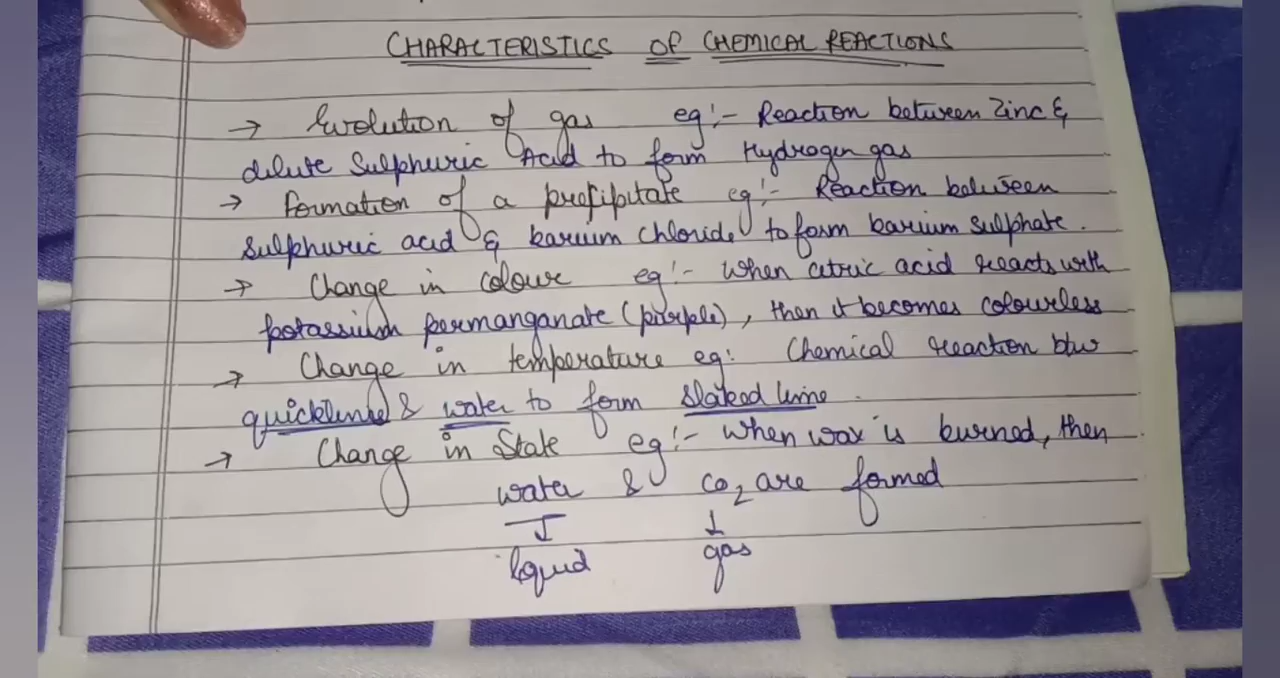 CHARACTERISTICS OF CHEMICAL REACTIONS
→ Evolution of gas eg:- Reaction between Zinc &
dilute Sulphuric Acid to form Hydrogen gas
→ Formation of a prefipitate eg:- Reaction between
sulphuric acid & barium chloride to form barium sulphate.
→ Change in colour eg:- When citric acid reacts with
potassium permanganate (purple), then it becomes colourless
→ Change in temperature eg: Chemical reaction btw
quicklime & water to form slaked lime.
→ Change in State eg:- When wax is burned, then
water & CO2 are formed
↓ ↓
liquid gas